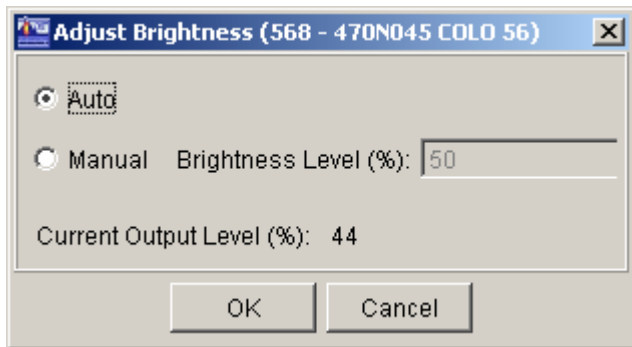 Adjust Brightness (568 - 470N045 COLO 56)
Auto
Manual Brightness Level (%): 50
Current Output Level (%): 44
OK Cancel